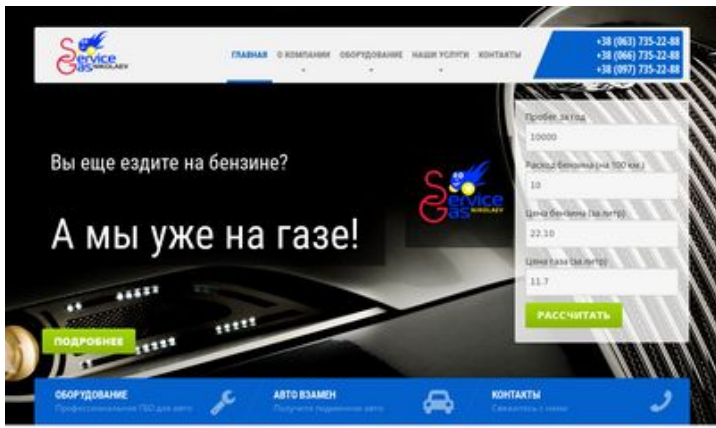 Service
Gas NIKOLAEV
ГЛАВНАЯ О КОМПАНИИ ОБОРУДОВАНИЕ НАШИ УСЛУГИ КОНТАКТЫ
+38 (063) 735-22-88
+38 (066) 735-22-88
+38 (097) 735-22-88
Вы еще ездите на бензине?
А мы уже на газе!
ПОДРОБНЕЕ
Service
Gas NIKOLAEV
Пробег за год
10000
Расход бензина (на 100 км.)
10
Цена бензина (за литр)
22.10
Цена газа (за литр)
11.7
РАССЧИТАТЬ
ОБОРУДОВАНИЕ
Профессиональное ГБО для авто
АВТО ВЗАМЕН
Получите подменное авто
КОНТАКТЫ
Свяжитесь с нами